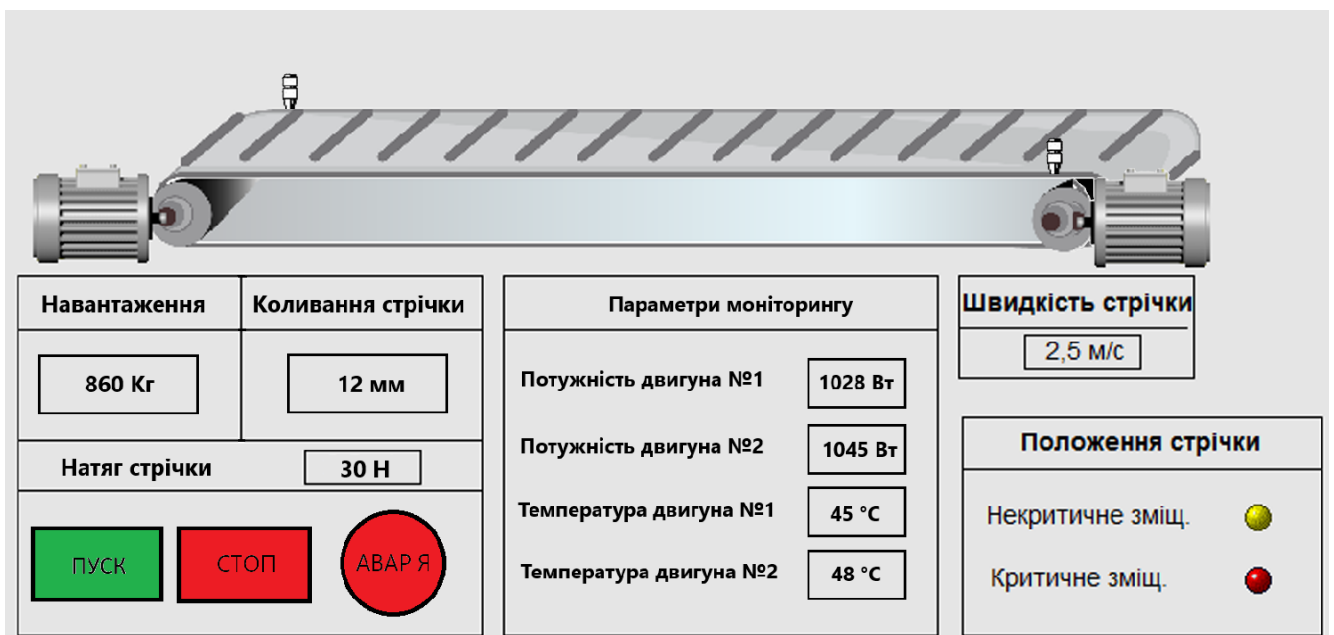 Навантаження
Коливання стрічки
860 Кг
12 мм
Натяг стрічки
30 Н
ПУСК
СТОП
АВАР Я
Параметри моніторингу
Потужність двигуна №1
1028 Вт
Потужність двигуна №2
1045 Вт
Температура двигуна №1
45 °C
Температура двигуна №2
48 °C
Швидкість стрічки
2,5 м/с
Положення стрічки
Некритичне зміщ.
Критичне зміщ.